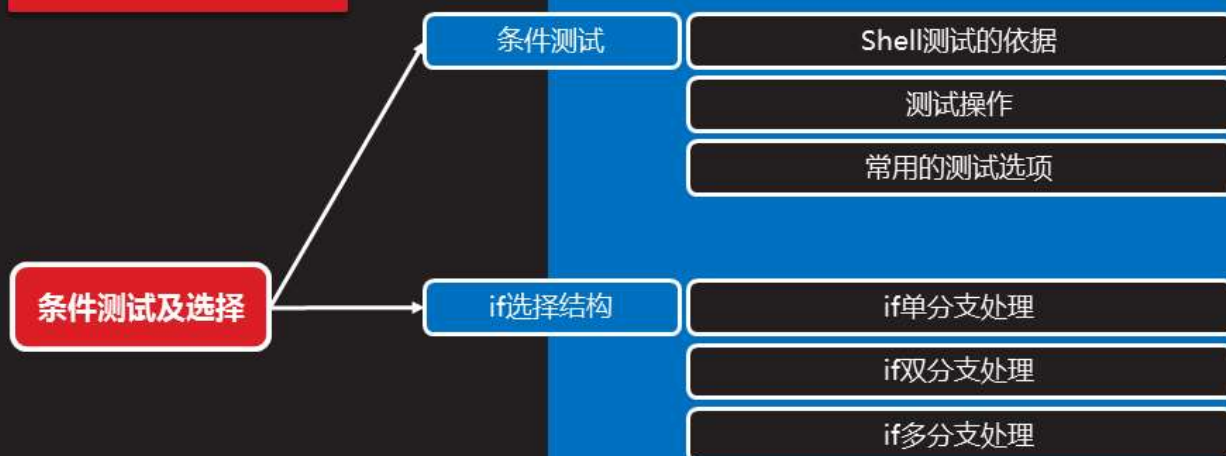 条件测试及选择
条件测试
Shell测试的依据
测试操作
常用的测试选项
if选择结构
if单分支处理
if双分支处理
if多分支处理